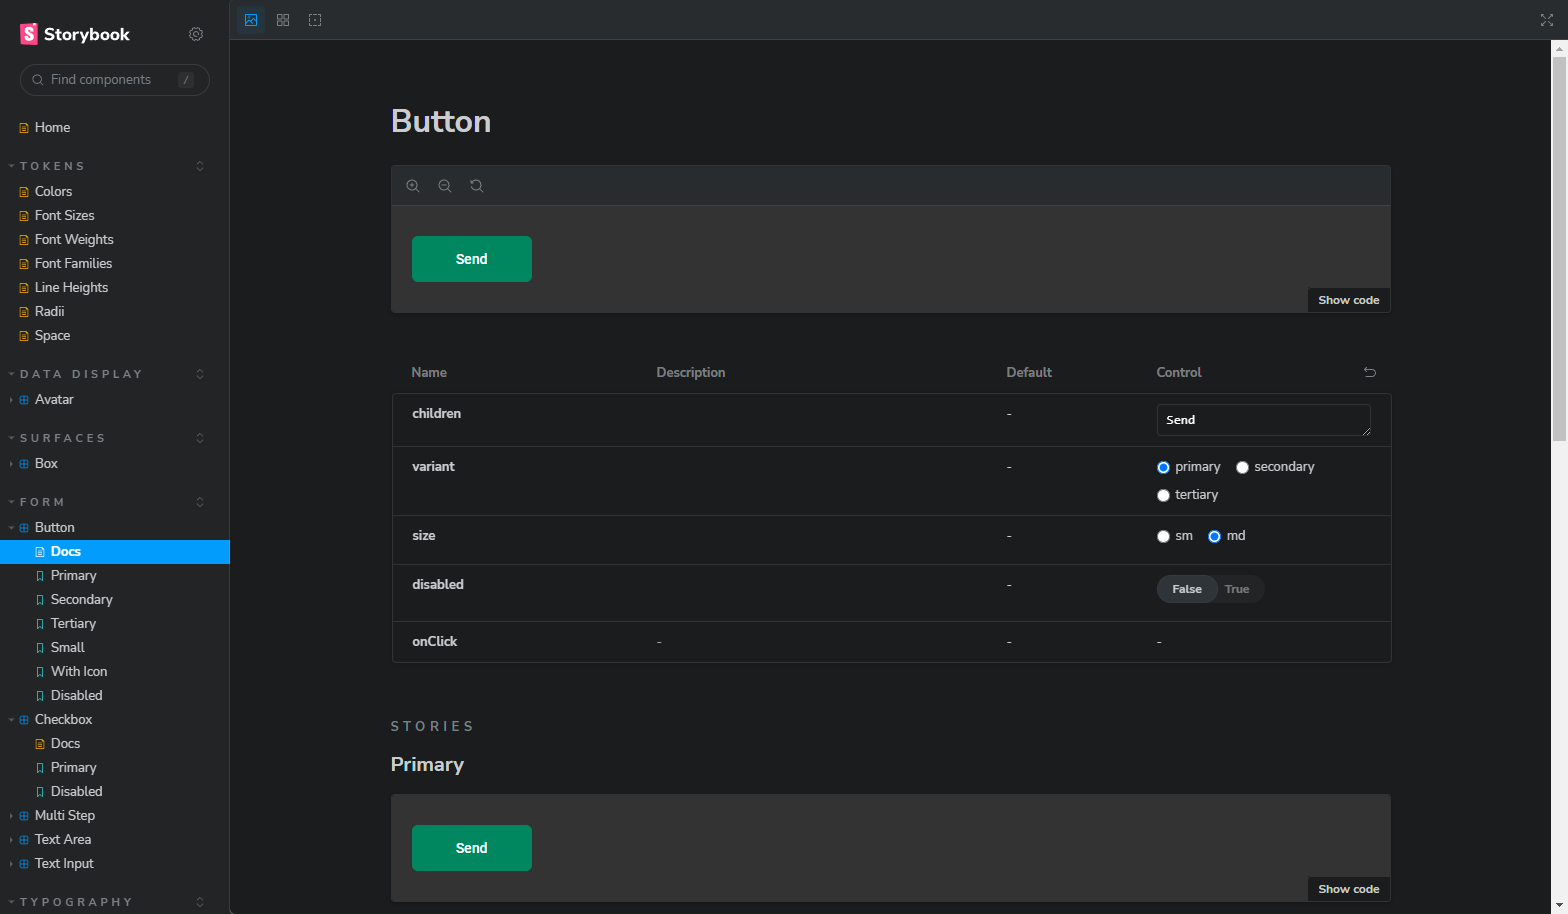 Storybook
Find components /
Home
TOKENS
Colors
Font Sizes
Font Weights
Font Families
Line Heights
Radii
Space
DATA DISPLAY
Avatar
SURFACES
Box
FORM
Button
Docs
Primary
Secondary
Tertiary
Small
With Icon
Disabled
Checkbox
Docs
Primary
Disabled
Multi Step
Text Area
Text Input
TYPOGRAPHY
Button
Send
Show code
Name Description Default Control
children - Send
variant - primary secondary
tertiary
size - sm md
disabled - False True
onClick - - -
STORIES
Primary
Send
Show code